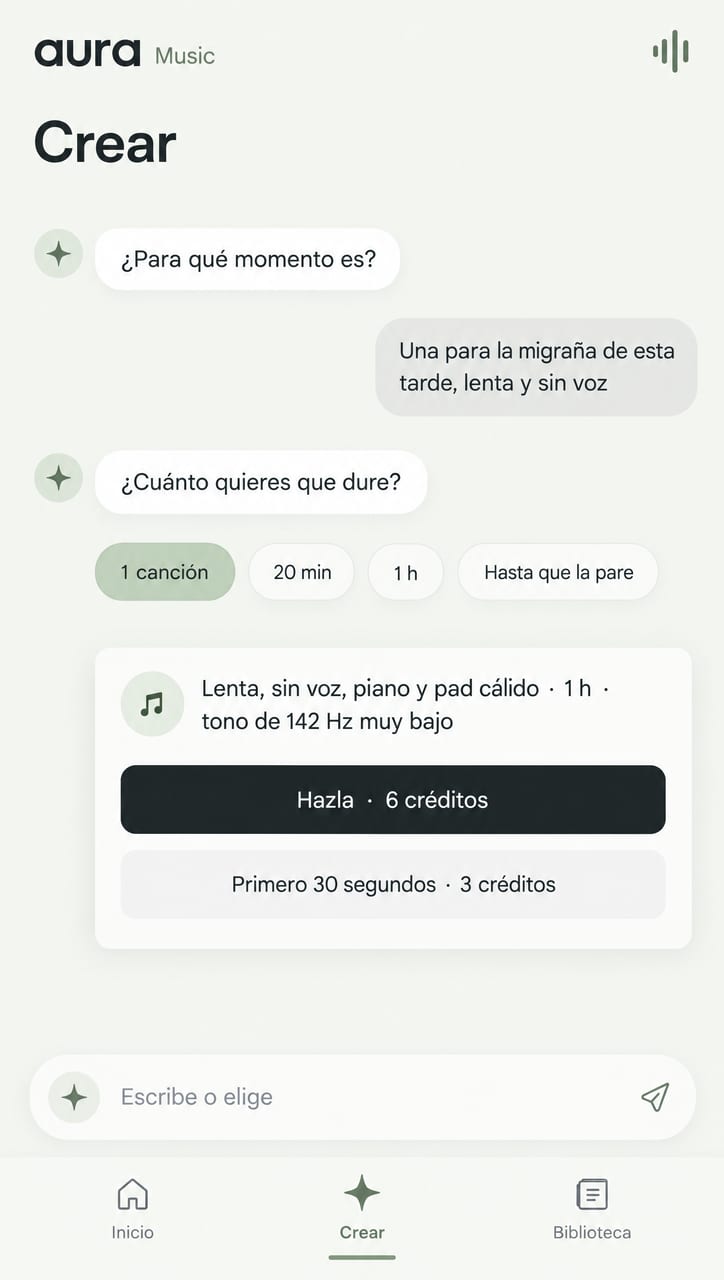 aura Music
Crear
¿Para qué momento es?
Una para la migraña de esta
tarde, lenta y sin voz
¿Cuánto quieres que dure?
1 canción
20 min
1 h
Hasta que la pare
Lenta, sin voz, piano y pad cálido · 1 h ·
tono de 142 Hz muy bajo
Hazla · 6 créditos
Primero 30 segundos · 3 créditos
Escribe o elige
Inicio
Crear
Biblioteca